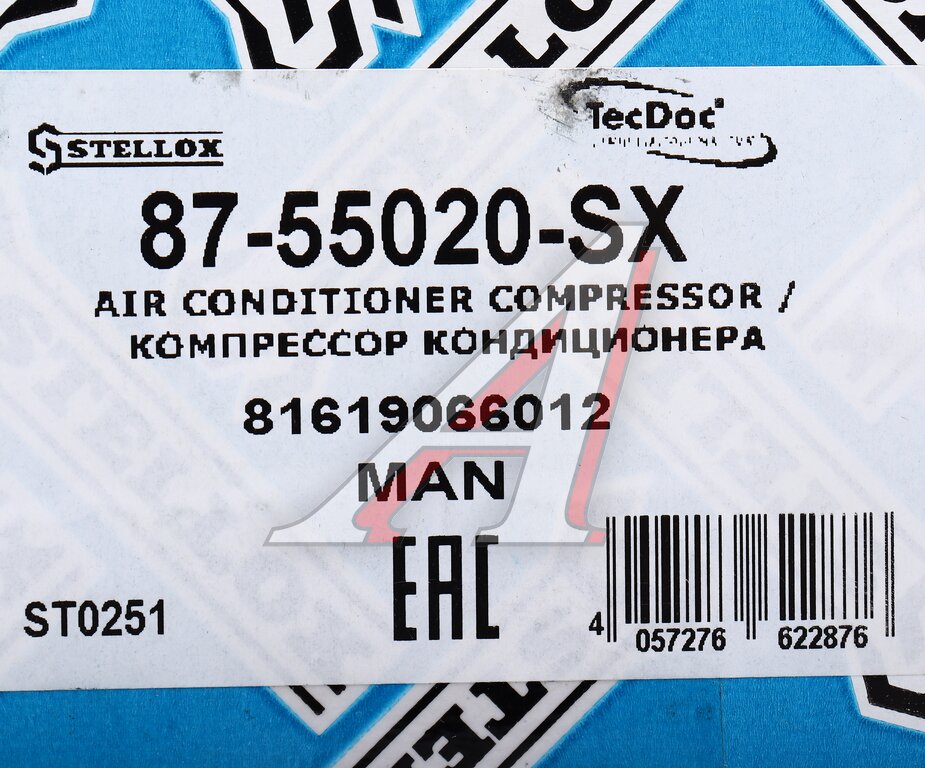 STELLOX
TecDoc
87-55020-SX
AIR CONDITIONER COMPRESSOR /
КОМПРЕССОР КОНДИЦИОНЕРА
81619066012
MAN
EAC
ST0251
4 057276 622876